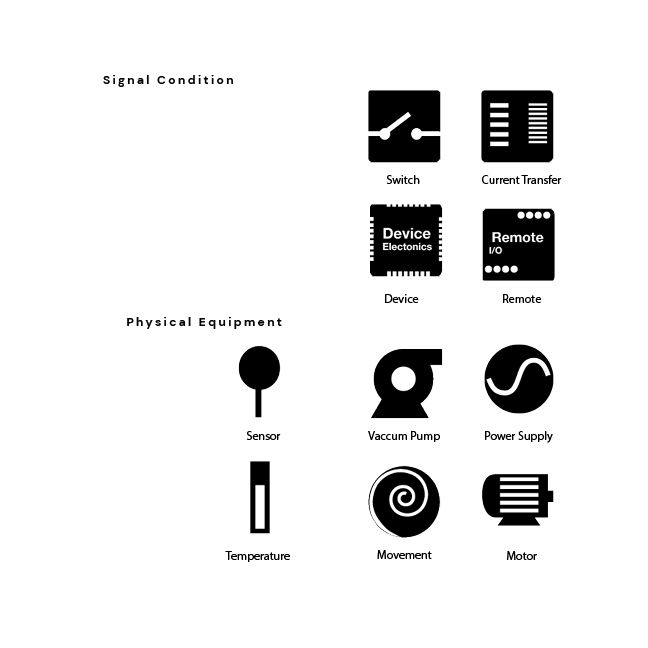 Signal Condition
Switch
Current Transfer
Device
Electonics
Remote
I/O
Device
Remote
Physical Equipment
Sensor
Vaccum Pump
Power Supply
Temperature
Movement
Motor